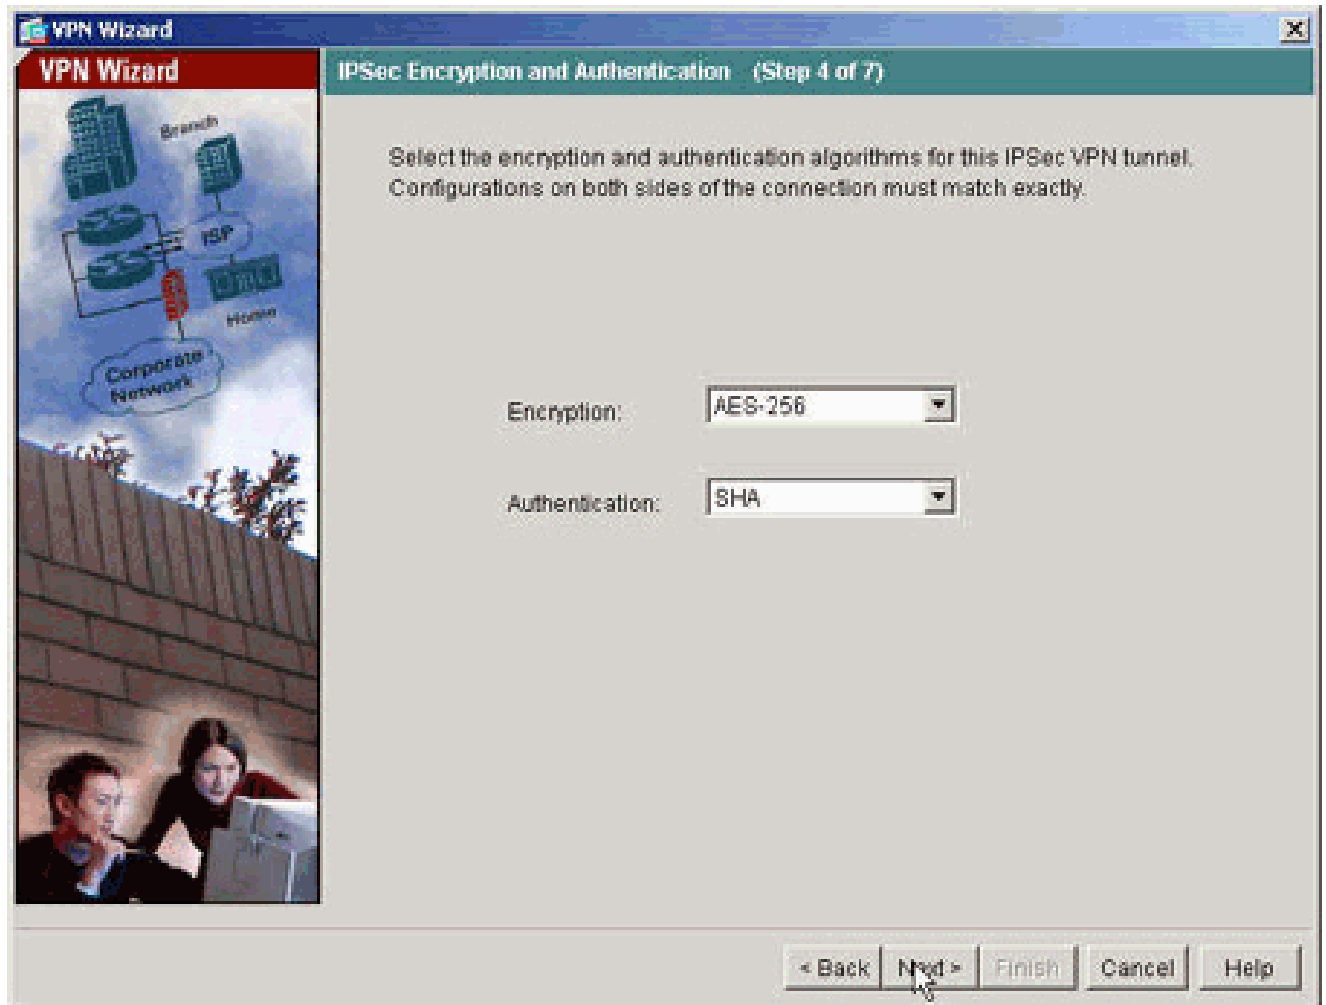 VPN Wizard
VPN Wizard
IPSec Encryption and Authentication (Step 4 of 7)
Branch
ISP
Home
Corporate
Network
Select the encryption and authentication algorithms for this IPSec VPN tunnel.
Configurations on both sides of the connection must match exactly.
Encryption: AES-256
Authentication: SHA
< Back Next > Finish Cancel Help